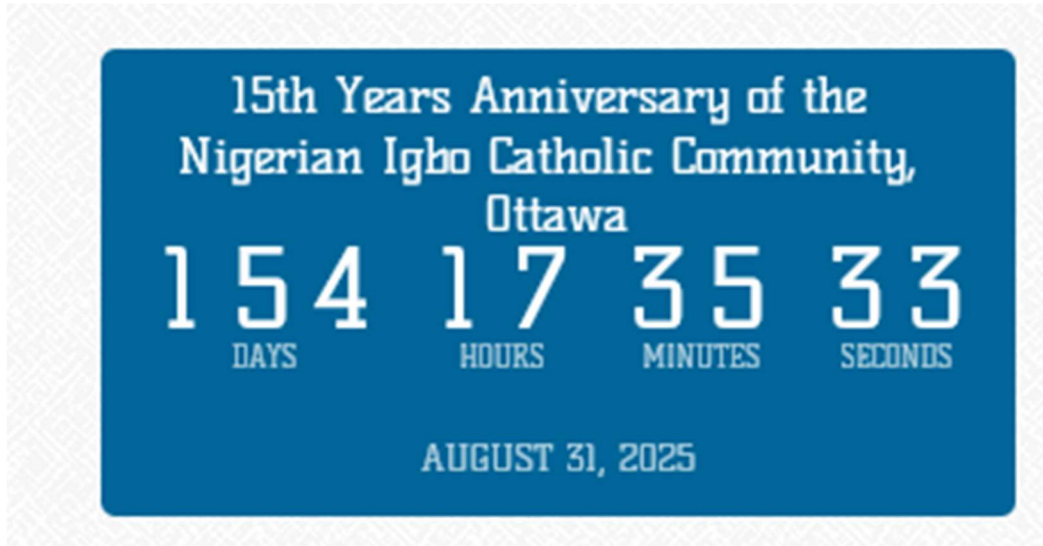 15th Years Anniversary of the
Nigerian Igbo Catholic Community,
Ottawa
154 17 35 33
DAYS HOURS MINUTES SECONDS
AUGUST 31, 2025